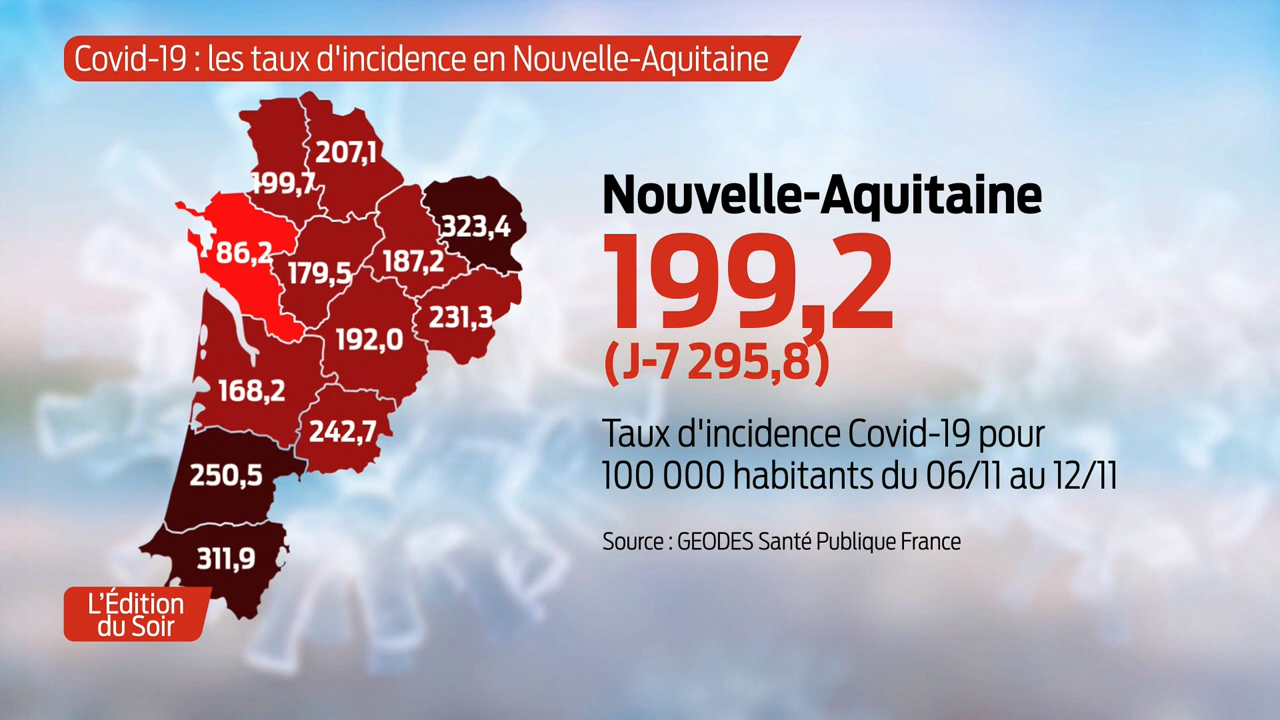 Covid-19 : les taux d'incidence en Nouvelle-Aquitaine
207,1
199,7
323,4
86,2
179,5
187,2
231,3
192,0
168,2
242,7
250,5
311,9
Nouvelle-Aquitaine
199,2
(J-7 295,8)
Taux d'incidence Covid-19 pour
100 000 habitants du 06/11 au 12/11
Source : GEODES Santé Publique France
L'Édition
du Soir